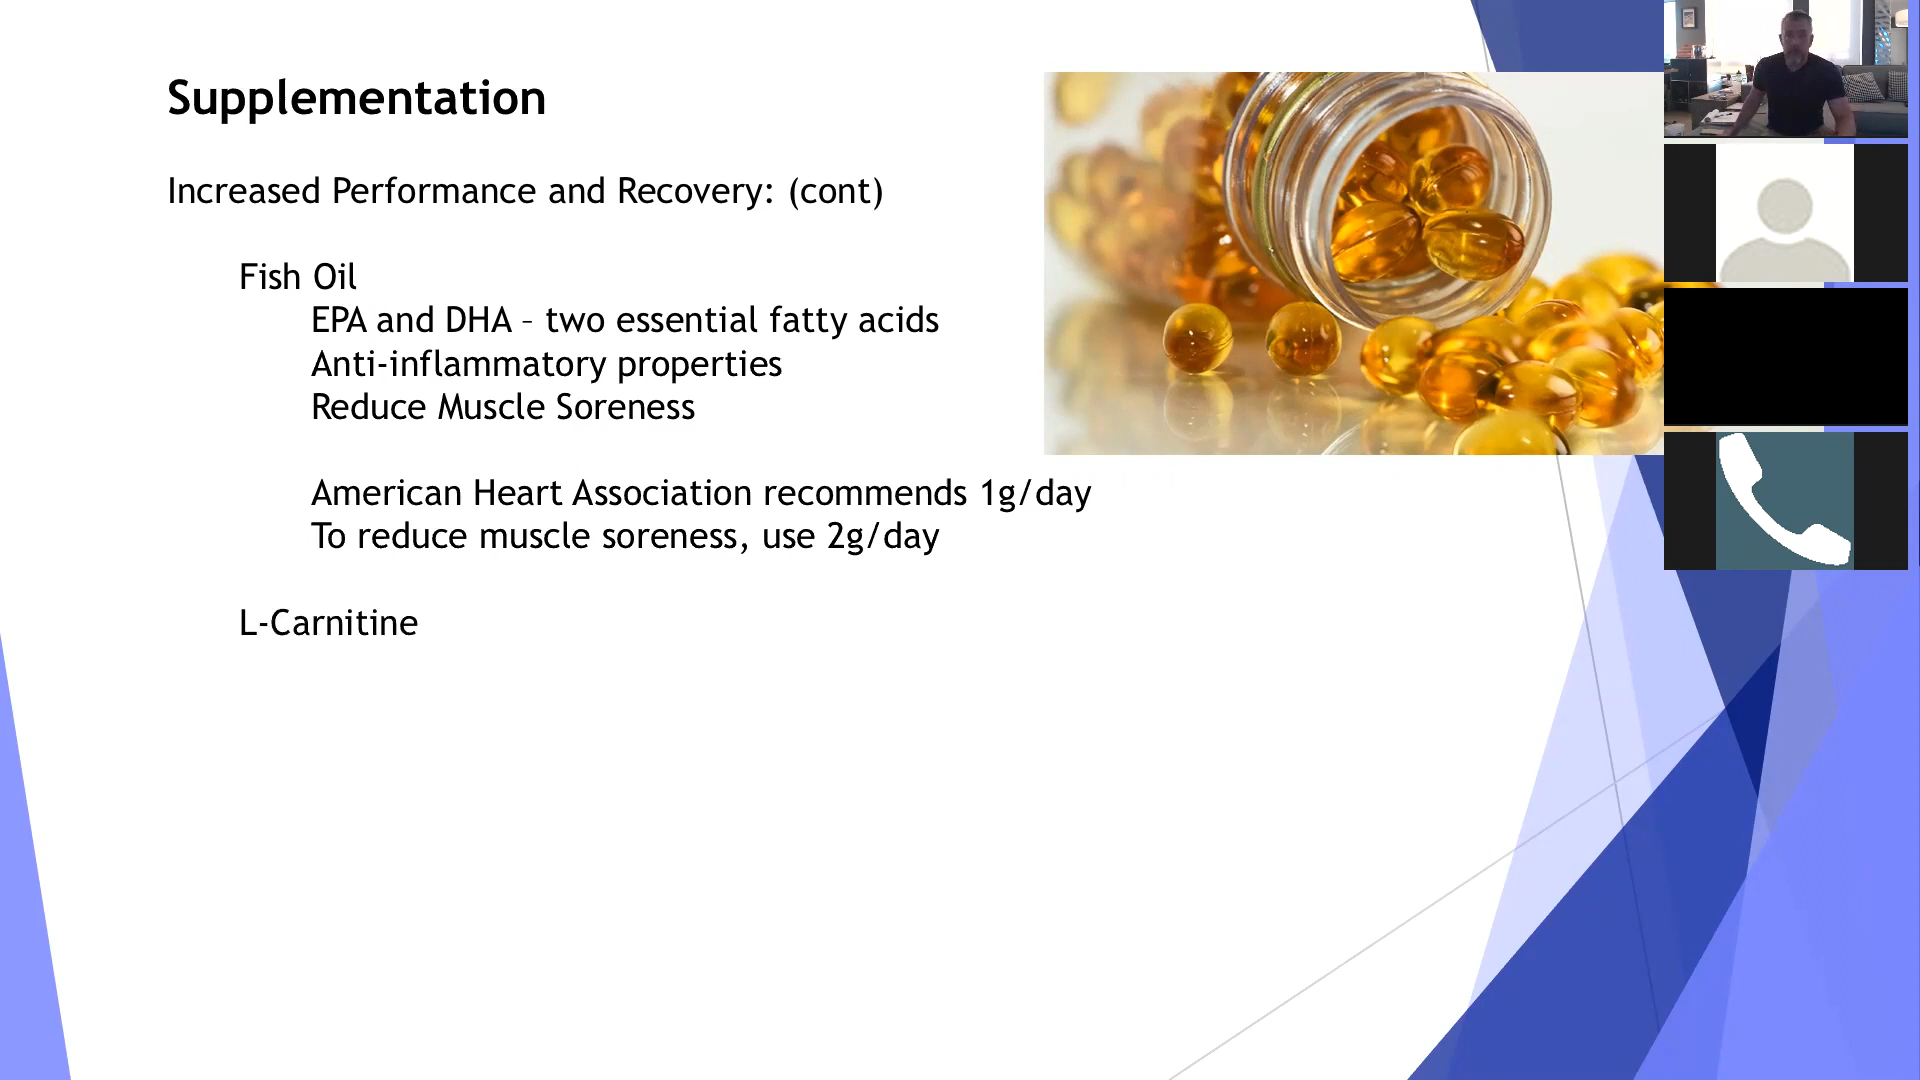 Supplementation
Increased Performance and Recovery: (cont)
Fish Oil
EPA and DHA – two essential fatty acids
Anti-inflammatory properties
Reduce Muscle Soreness
American Heart Association recommends 1g/day
To reduce muscle soreness, use 2g/day
L-Carnitine